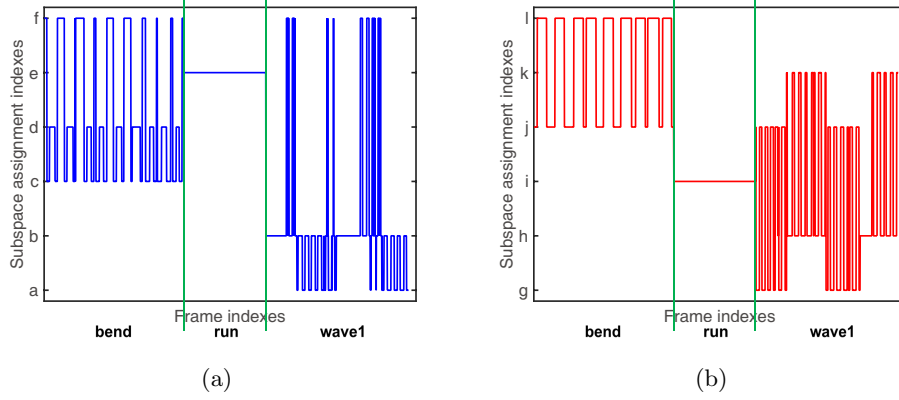 f
e
d
c
b
a
Subspace assignment indexes
Frame indexes
bend run wave1
(a)
l
k
j
i
h
g
Subspace assignment indexes
Frame indexes
bend run wave1
(b)